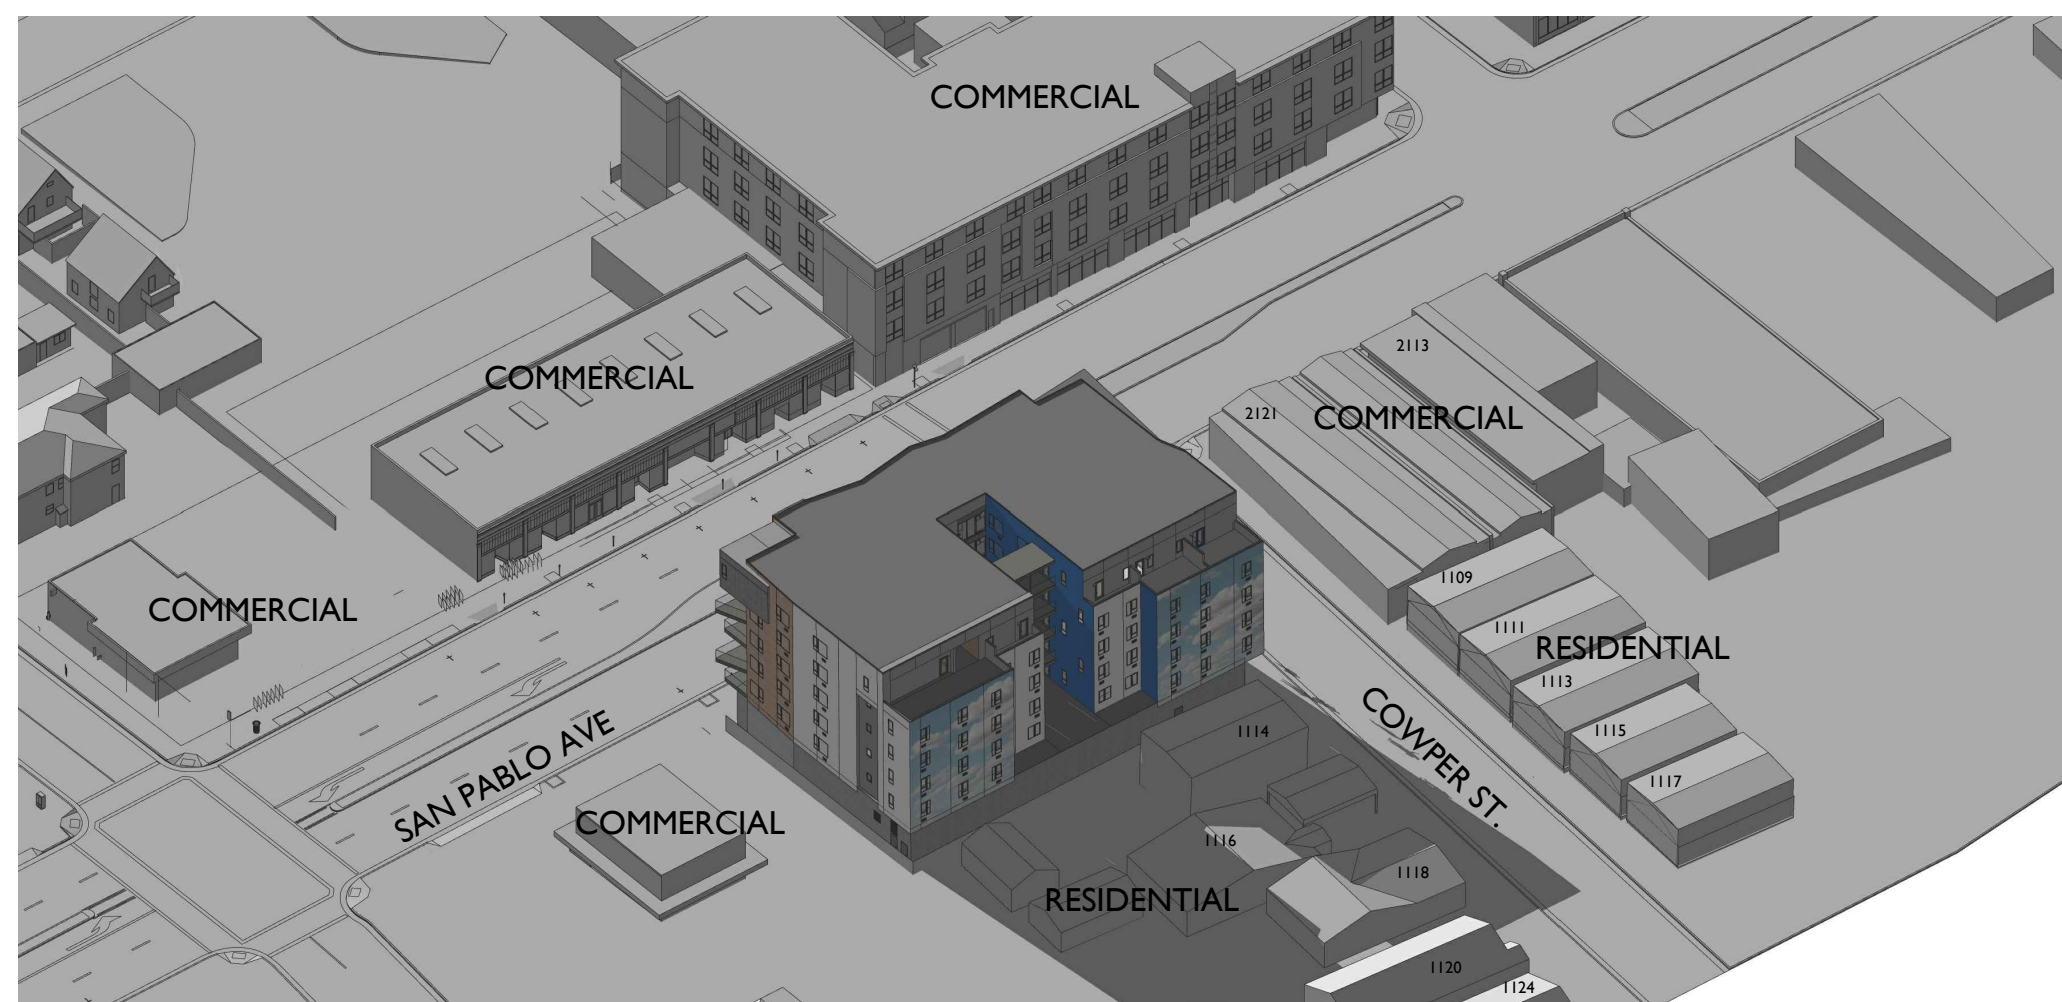 COMMERCIAL
2113
COMMERCIAL
2121
COMMERCIAL
1109
COMMERCIAL
1111
RESIDENTIAL
1113
SAN PABLO AVE
COWPER ST.
1114
1115
1117
COMMERCIAL
1116
1118
RESIDENTIAL
1120
1124